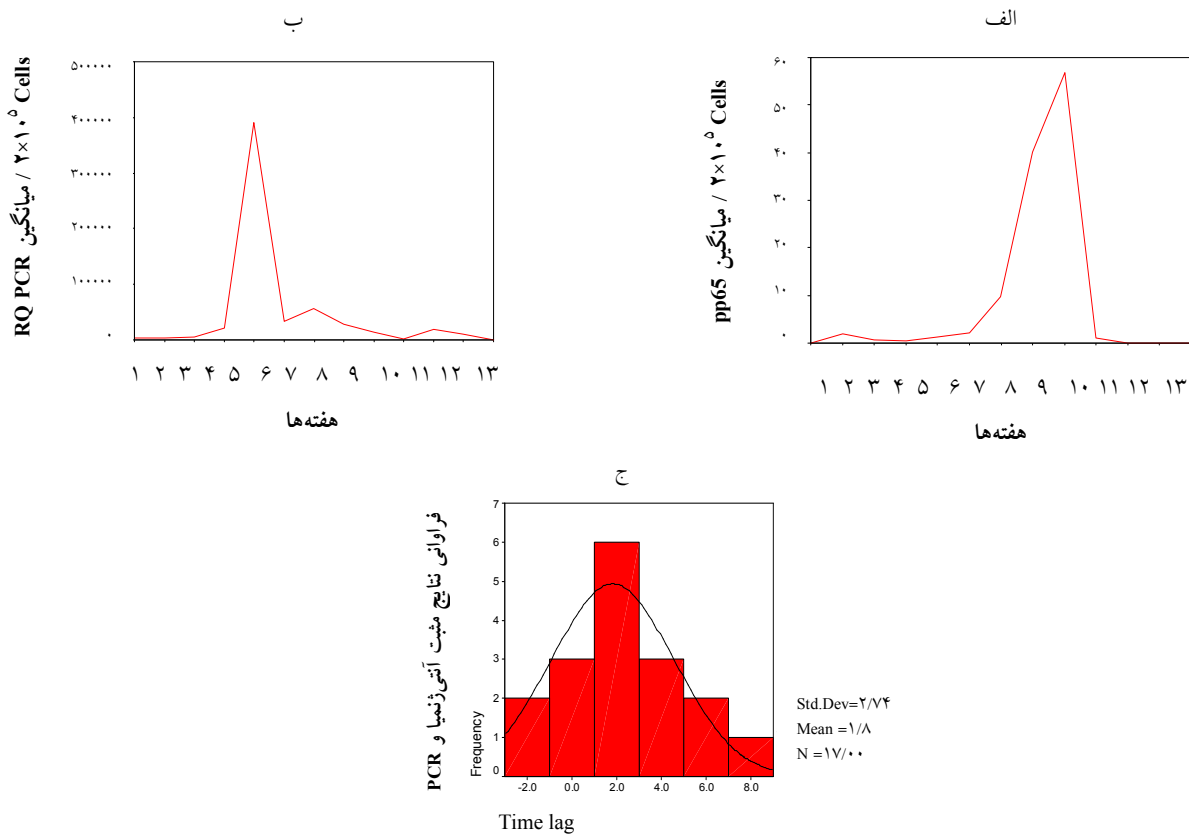 الف
pp65 میانگین / ۲×۱۰^۵ Cells
۶۰
۵۰
۴۰
۳۰
۲۰
۱۰
۰
۱ ۲ ۳ ۴ ۵ ۶ ۷ ۸ ۹ ۱۰ ۱۱ ۱۲ ۱۳
هفته‌ها
ب
RQ PCR میانگین / ۲×۱۰^۵ Cells
۵۰۰۰۰۰
۴۰۰۰۰۰
۳۰۰۰۰۰
۲۰۰۰۰۰
۱۰۰۰۰۰
۰
۱ ۲ ۳ ۴ ۵ ۶ ۷ ۸ ۹ ۱۰ ۱۱ ۱۲ ۱۳
هفته‌ها
ج
فراوانی نتایج مثبت آنتی‌ژنمیا و PCR
Frequency
7
6
5
4
3
2
1
0
-2.0 0.0 2.0 4.0 6.0 8.0
Time lag
Std.Dev=۲/۷۴
Mean =۱/۸
N =۱۷/۰۰